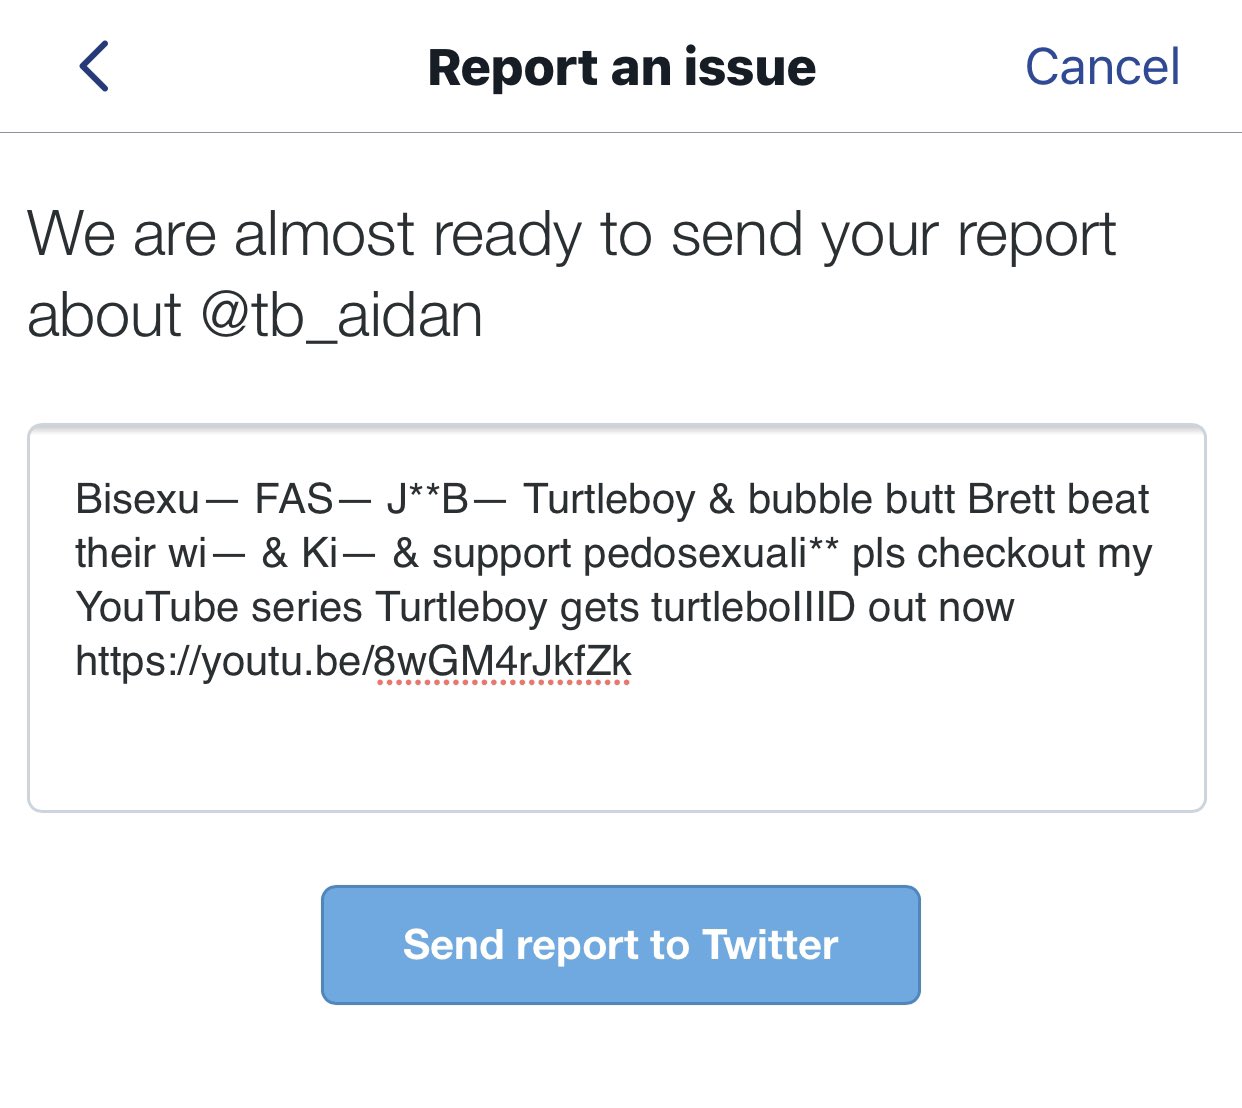 Report an issue
Cancel
We are almost ready to send your report
about @tb_aidan
Bisexu— FAS— J**B— Turtleboy & bubble butt Brett beat
their wi— & Ki— & support pedosexuali** pls checkout my
YouTube series Turtleboy gets turtleboIIID out now
https://youtu.be/8wGM4rJkfZk
Send report to Twitter